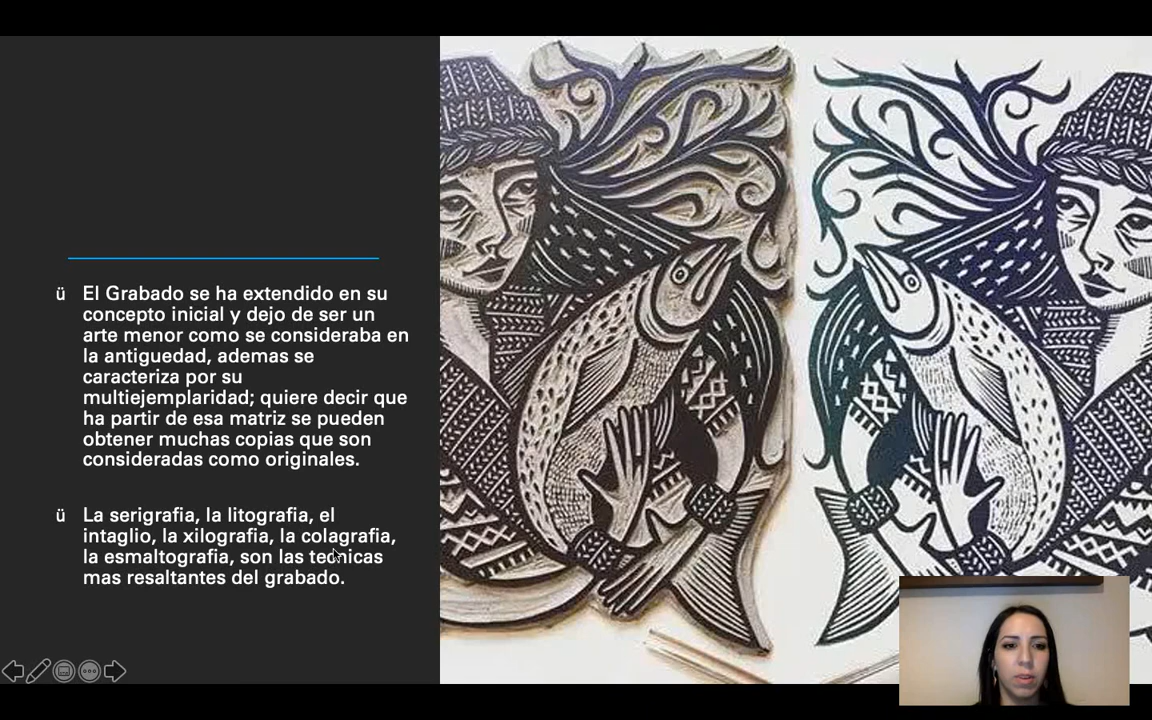 ü El Grabado se ha extendido en su
concepto inicial y dejo de ser un
arte menor como se consideraba en
la antiguedad, ademas se
caracteriza por su
multiejemplaridad; quiere decir que
ha partir de esa matriz se pueden
obtener muchas copias que son
consideradas como originales.
ü La serigrafia, la litografia, el
intaglio, la xilografia, la colagrafia,
la esmaltografia, son las tecnicas
mas resaltantes del grabado.